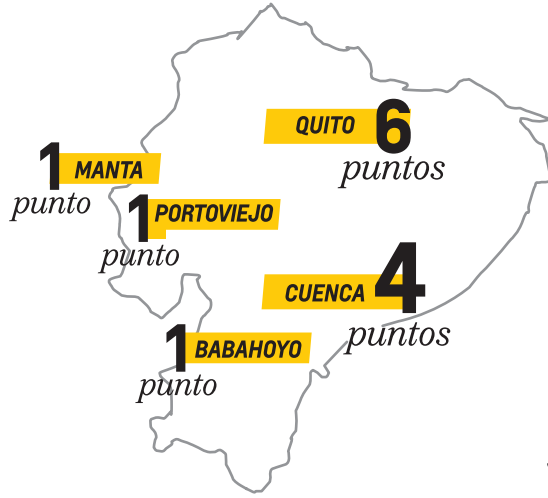 QUITO 6
puntos
1 MANTA
punto
1 PORTOVIEJO
punto
CUENCA 4
puntos
1 BABAHOYO
punto